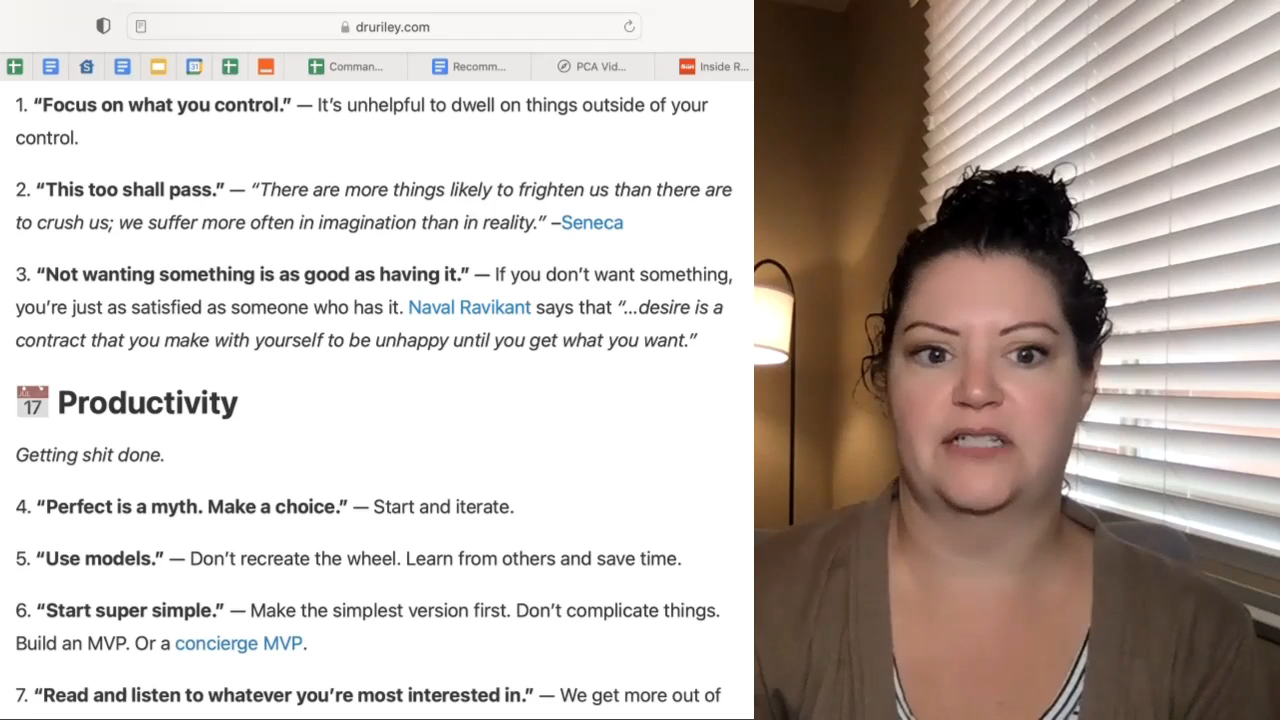 druriley.com
Comman... Recomm... PCA Vid... Inside R...
1. “Focus on what you control.” — It’s unhelpful to dwell on things outside of your
control.
2. “This too shall pass.” — “There are more things likely to frighten us than there are
to crush us; we suffer more often in imagination than in reality.” –Seneca
3. “Not wanting something is as good as having it.” — If you don’t want something,
you’re just as satisfied as someone who has it. Naval Ravikant says that “...desire is a
contract that you make with yourself to be unhappy until you get what you want.”
17 Productivity
Getting shit done.
4. “Perfect is a myth. Make a choice.” — Start and iterate.
5. “Use models.” — Don’t recreate the wheel. Learn from others and save time.
6. “Start super simple.” — Make the simplest version first. Don’t complicate things.
Build an MVP. Or a concierge MVP.
7. “Read and listen to whatever you’re most interested in.” — We get more out of